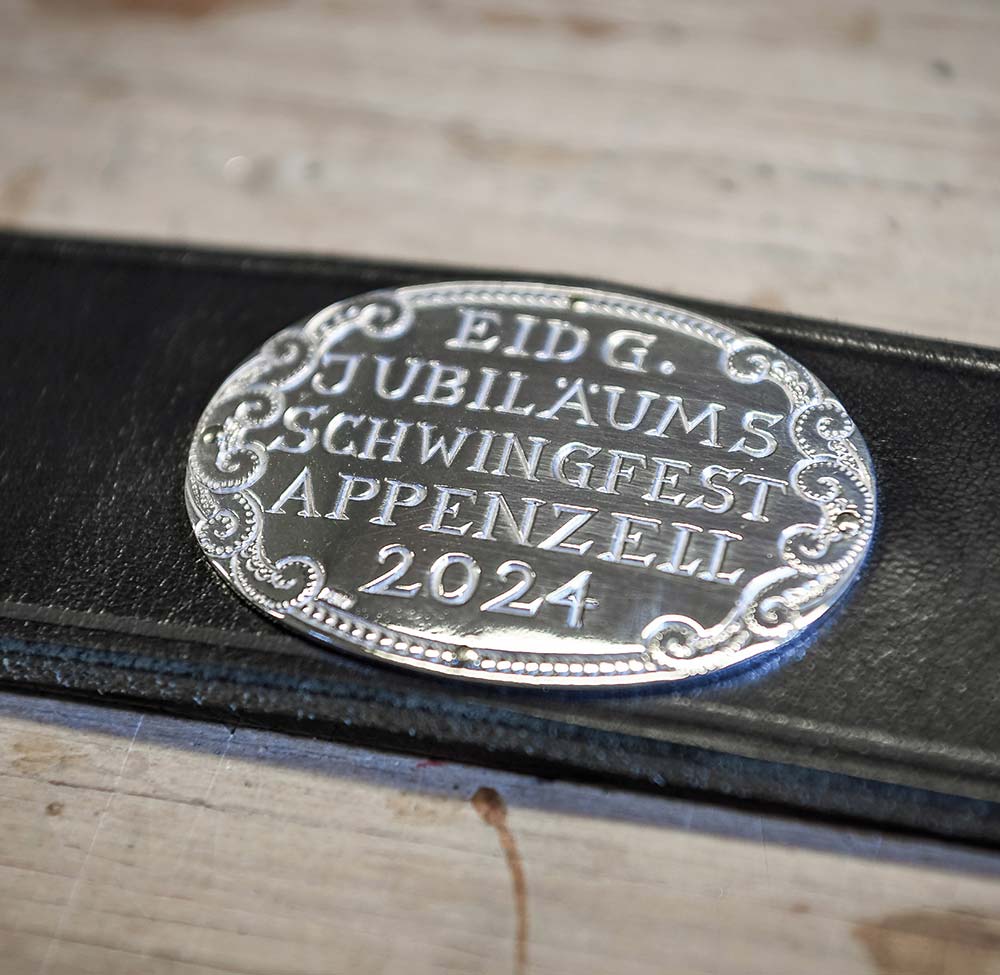 EIDG.
JUBILÄUMS
SCHWINGFEST
APPENZELL
2024